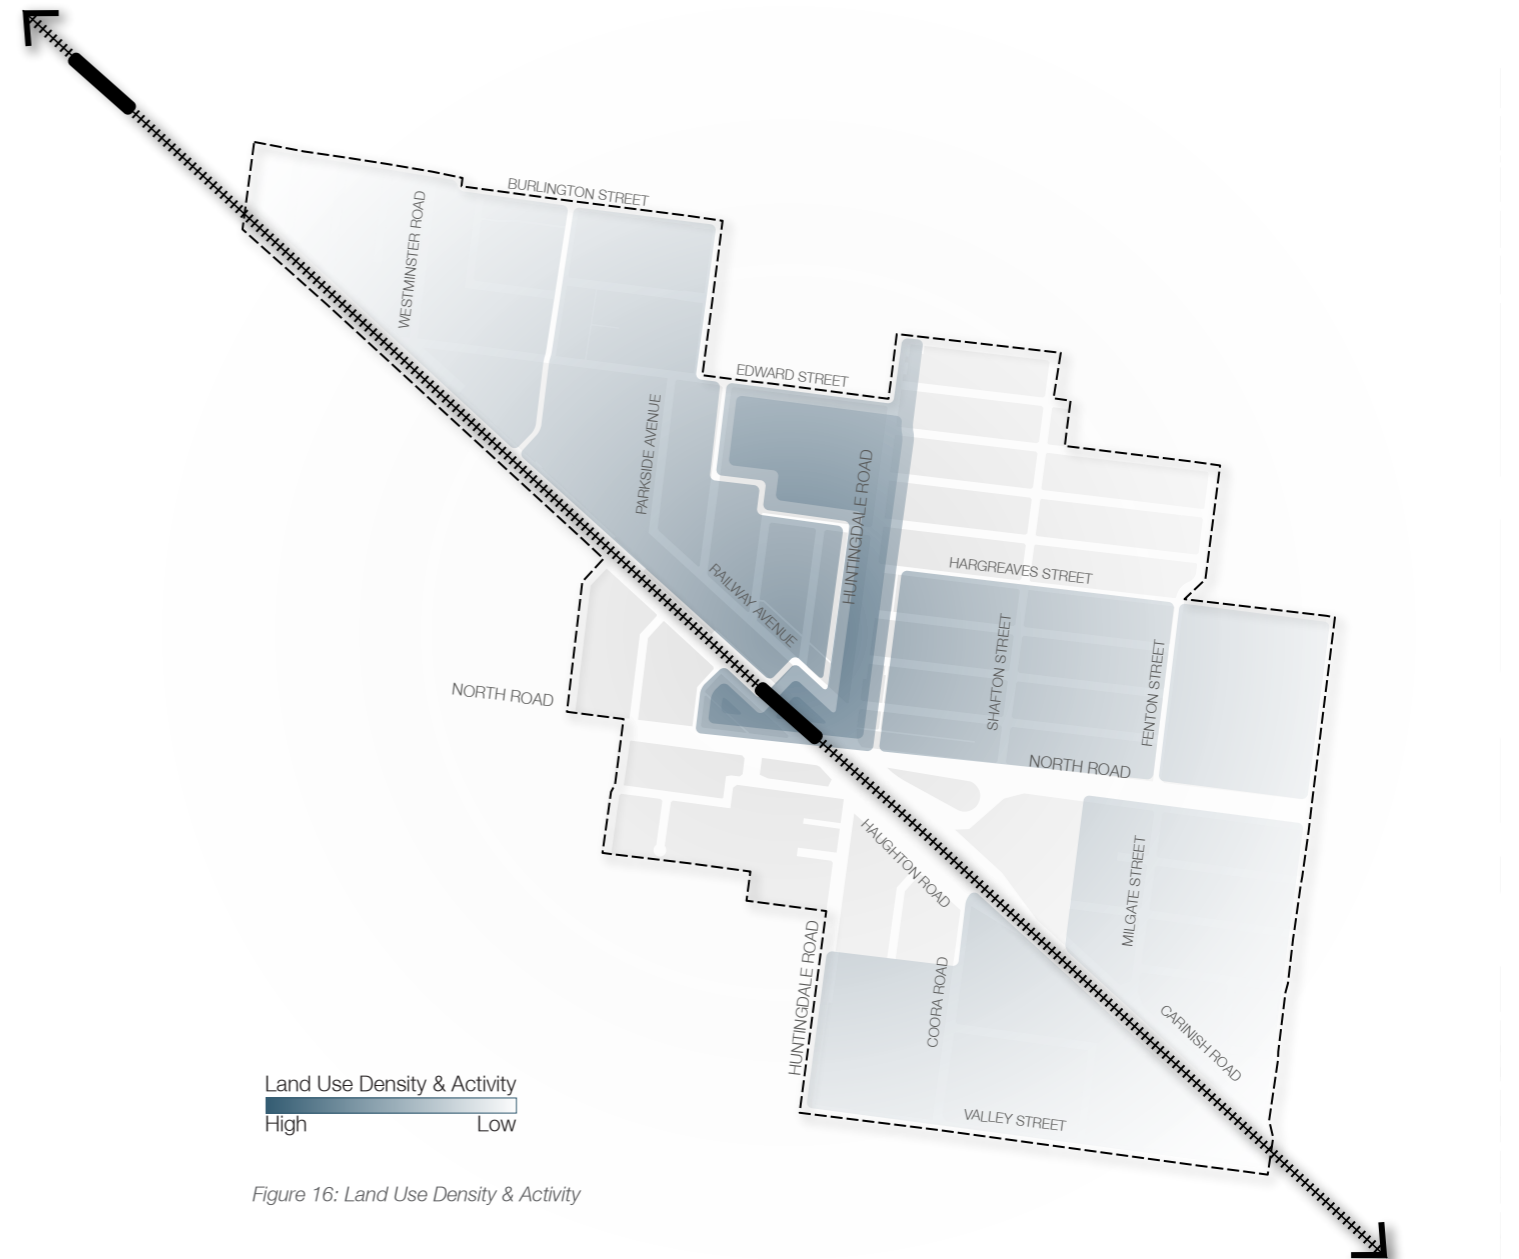 BURLINGTON STREET
WESTMINSTER ROAD
EDWARD STREET
PARKSIDE AVENUE
HUNTINGDALE ROAD
HARGREAVES STREET
RAILWAY AVENUE
SHAFTON STREET
FENTON STREET
NORTH ROAD
NORTH ROAD
HAUGHTON ROAD
MILGATE STREET
HUNTINGDALE ROAD
COORA ROAD
CARINISH ROAD
VALLEY STREET
Land Use Density & Activity
High Low
Figure 16: Land Use Density & Activity